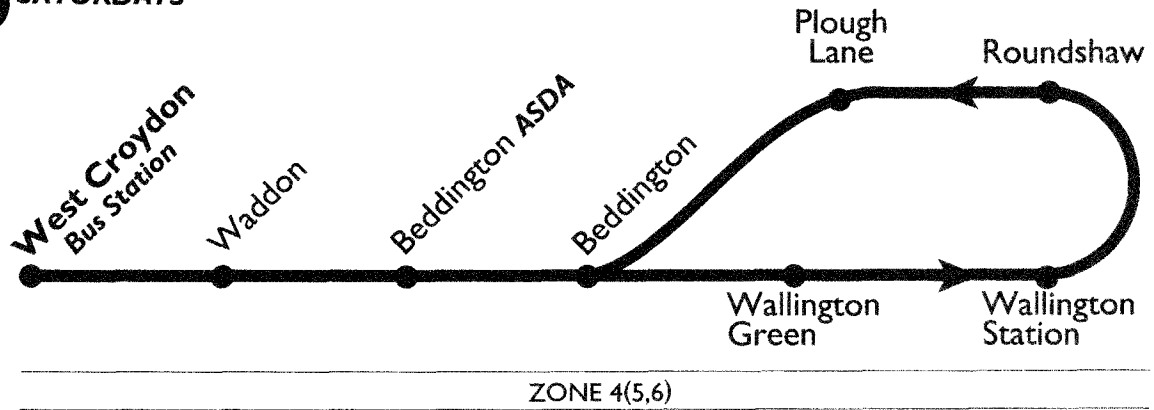 SATURDAYS
Plough
Lane
Roundshaw
West Croydon
Bus Station
Waddon
Beddington ASDA
Beddington
Wallington
Green
Wallington
Station
ZONE 4(5,6)